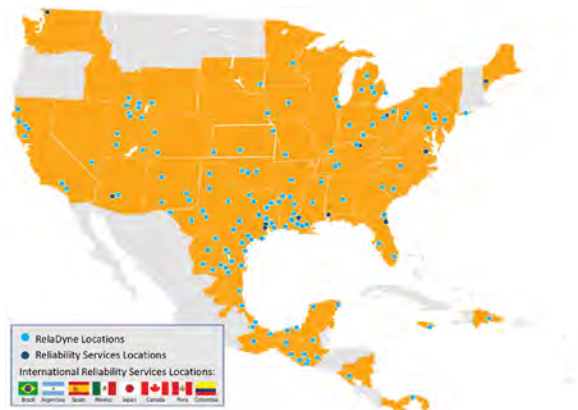 RelaDyne Locations
Reliability Services Locations
International Reliability Services Locations:
Brazil Argentina Spain Mexico Japan Canada Peru Colombia